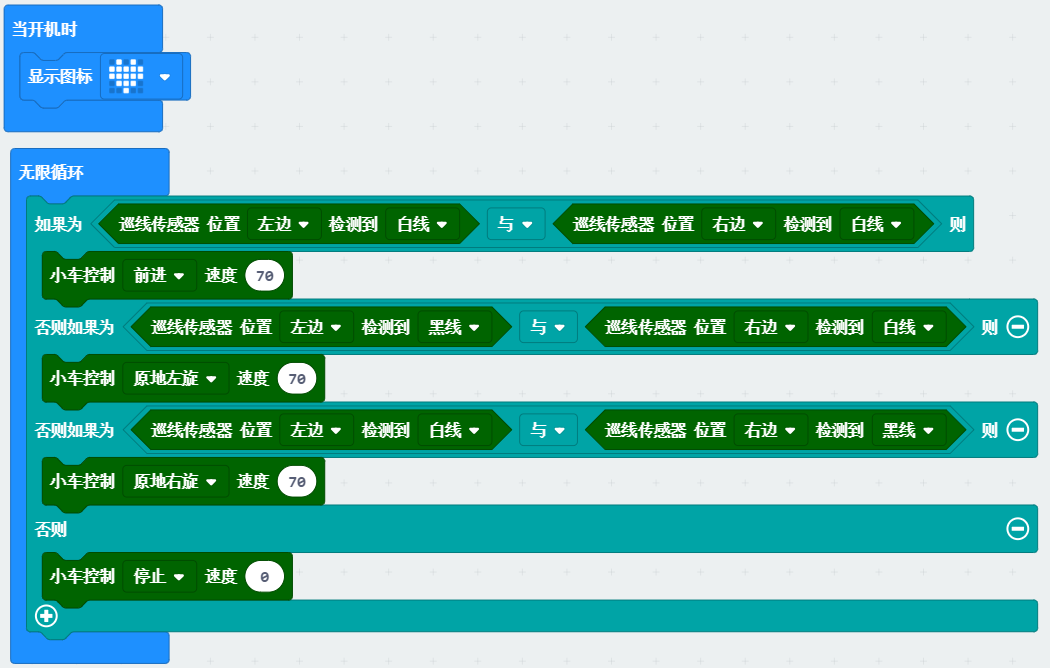 当开机时
显示图标
无限循环
如果为 巡线传感器 位置 左边 检测到 白线 与 巡线传感器 位置 右边 检测到 白线 则
小车控制 前进 速度 70
否则如果为 巡线传感器 位置 左边 检测到 黑线 与 巡线传感器 位置 右边 检测到 白线 则
小车控制 原地左旋 速度 70
否则如果为 巡线传感器 位置 左边 检测到 白线 与 巡线传感器 位置 右边 检测到 黑线 则
小车控制 原地右旋 速度 70
否则
小车控制 停止 速度 0